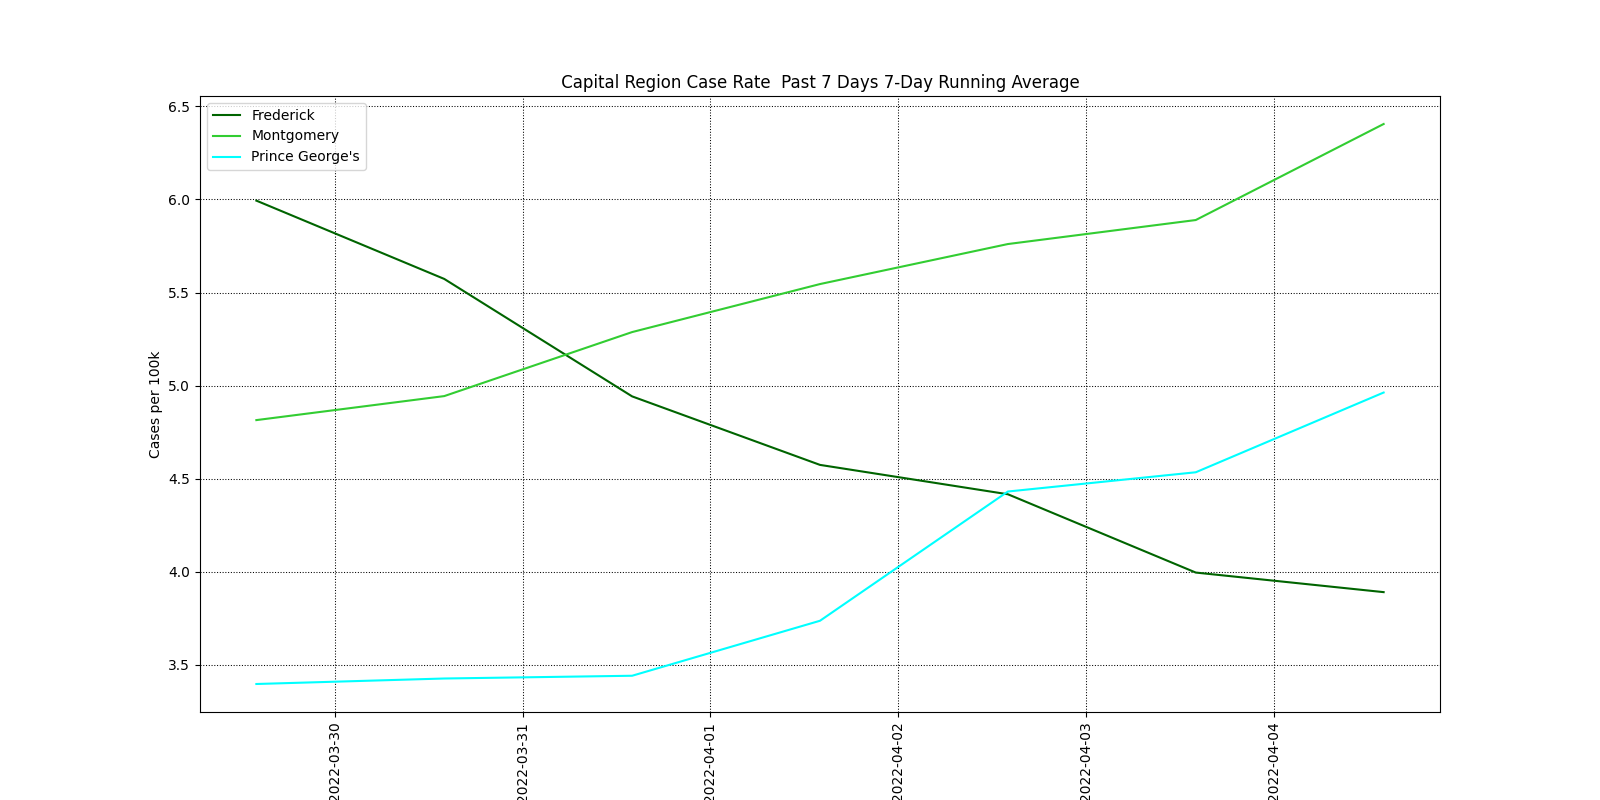 Capital Region Case Rate  Past 7 Days 7-Day Running Average
6.5
6.0
5.5
5.0
4.5
4.0
3.5
Cases per 100k
Frederick
Montgomery
Prince George's
2022-03-30
2022-03-31
2022-04-01
2022-04-02
2022-04-03
2022-04-04